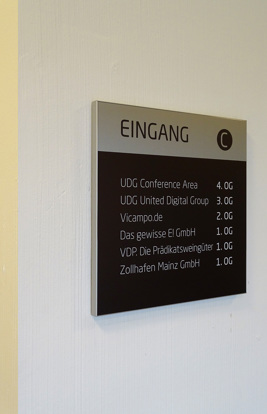 EINGANG C
UDG Conference Area 4. OG
UDG United Digital Group 3. OG
Vicampo.de 2. OG
Das gewisse E! GmbH 1. OG
VDP. Die Prädikatsweingüter 1. OG
Zollhafen Mainz GmbH 1. OG